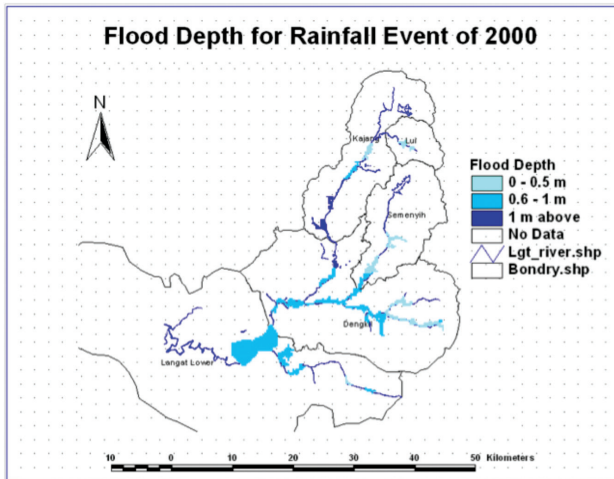 Flood Depth for Rainfall Event of 2000
N
Kajang
Lui
Semenyih
Dengkil
Langat Lower
Flood Depth
0 - 0.5 m
0.6 - 1 m
1 m above
No Data
Lgt_river.shp
Bondry.shp
10 0 10 20 30 40 50 Kilometers